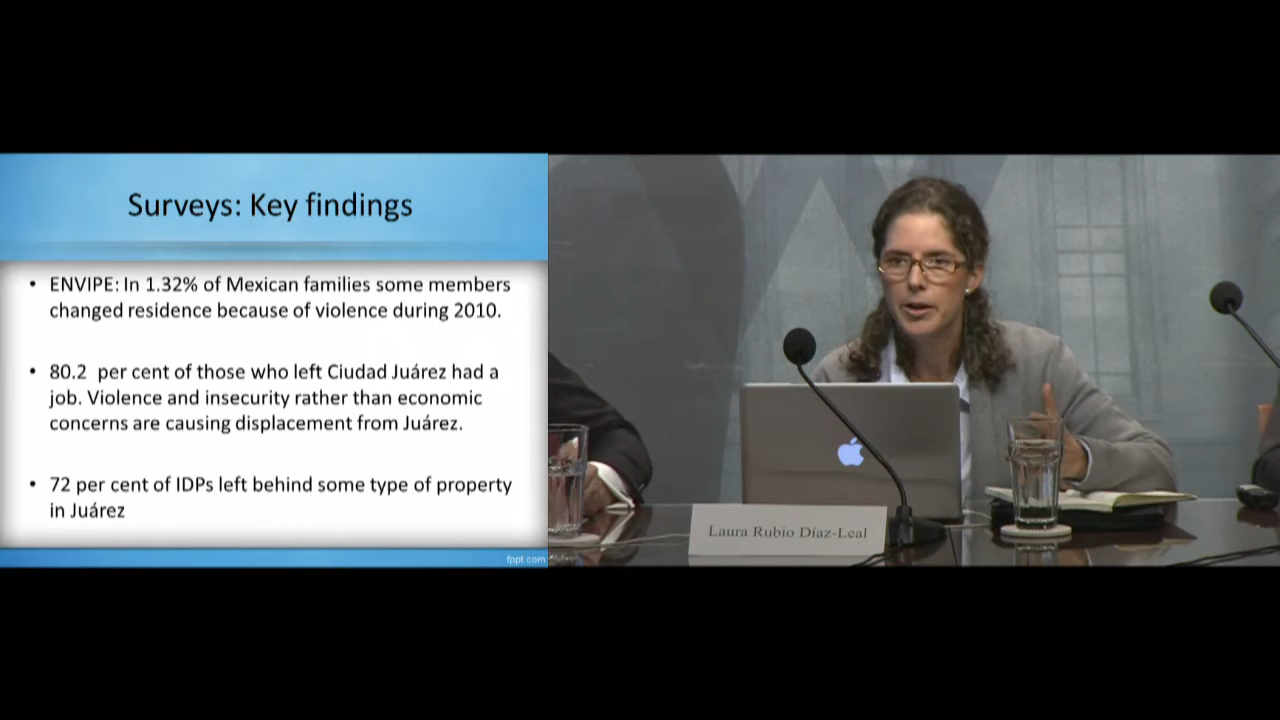 Surveys: Key findings
• ENVIPE: In 1.32% of Mexican families some members
changed residence because of violence during 2010.
• 80.2 per cent of those who left Ciudad Juárez had a
job. Violence and insecurity rather than economic
concerns are causing displacement from Juárez.
• 72 per cent of IDPs left behind some type of property
in Juárez
fppt.com
Laura Rubio Díaz-Leal